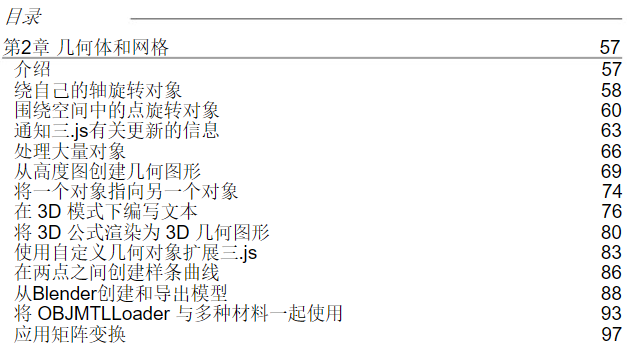 目录
第2章 几何体和网格 57
介绍 57
绕自己的轴旋转对象 58
围绕空间中的点旋转对象 60
通知三.js有关更新的信息 63
处理大量对象 66
从高度图创建几何图形 69
将一个对象指向另一个对象 74
在 3D 模式下编写文本 76
将 3D 公式渲染为 3D 几何图形 80
使用自定义几何对象扩展三.js 83
在两点之间创建样条曲线 86
从Blender创建和导出模型 88
将 OBJMTLLoader 与多种材料一起使用 93
应用矩阵变换 97